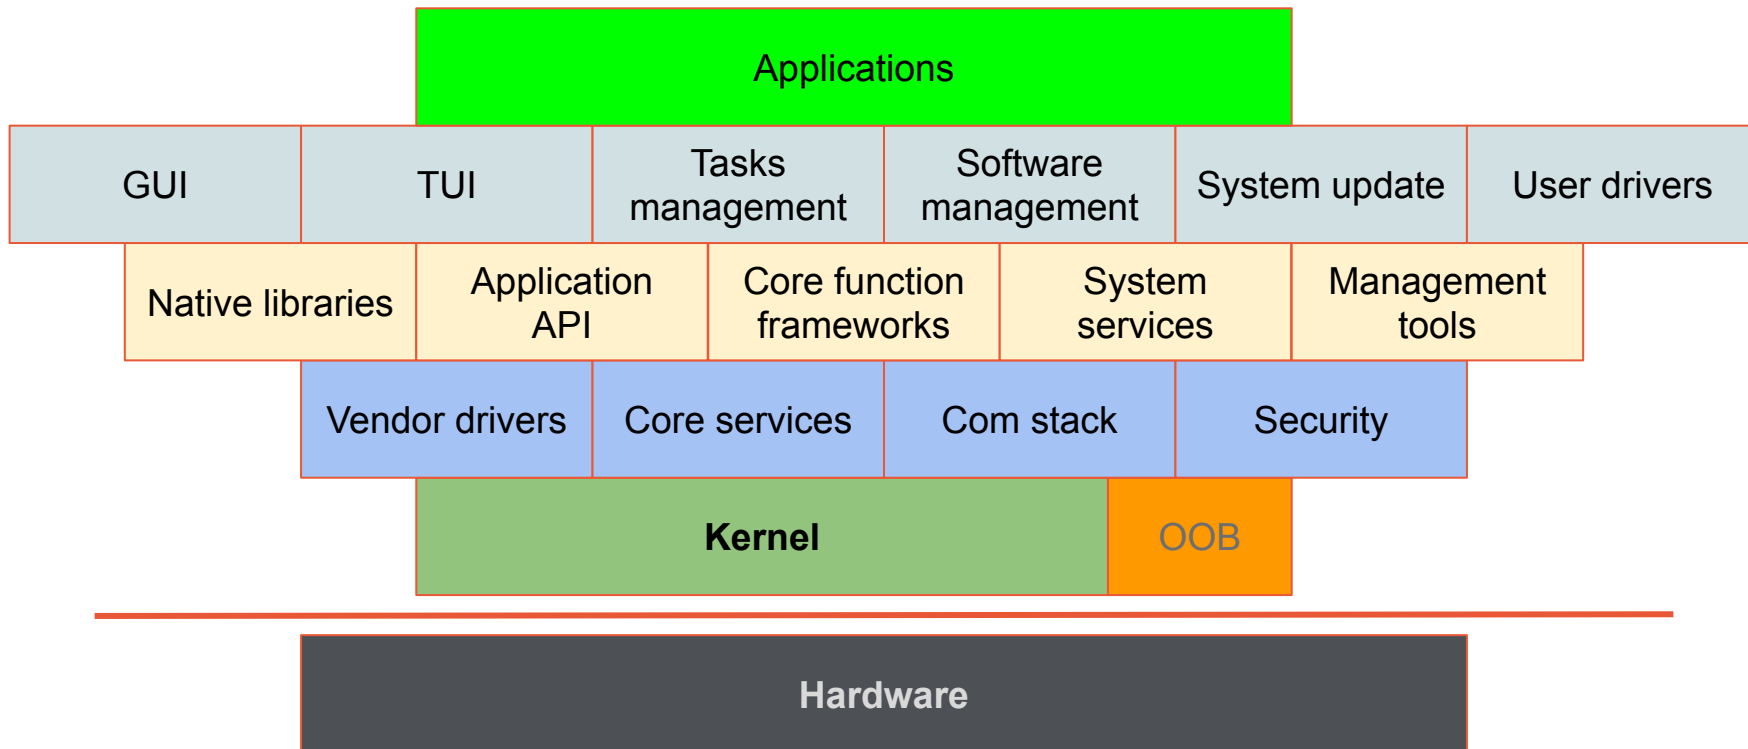 Applications
GUI
TUI
Tasks
management
Software
management
System update
User drivers
Native libraries
Application
API
Core function
frameworks
System
services
Management
tools
Vendor drivers
Core services
Com stack
Security
Kernel
OOB
Hardware